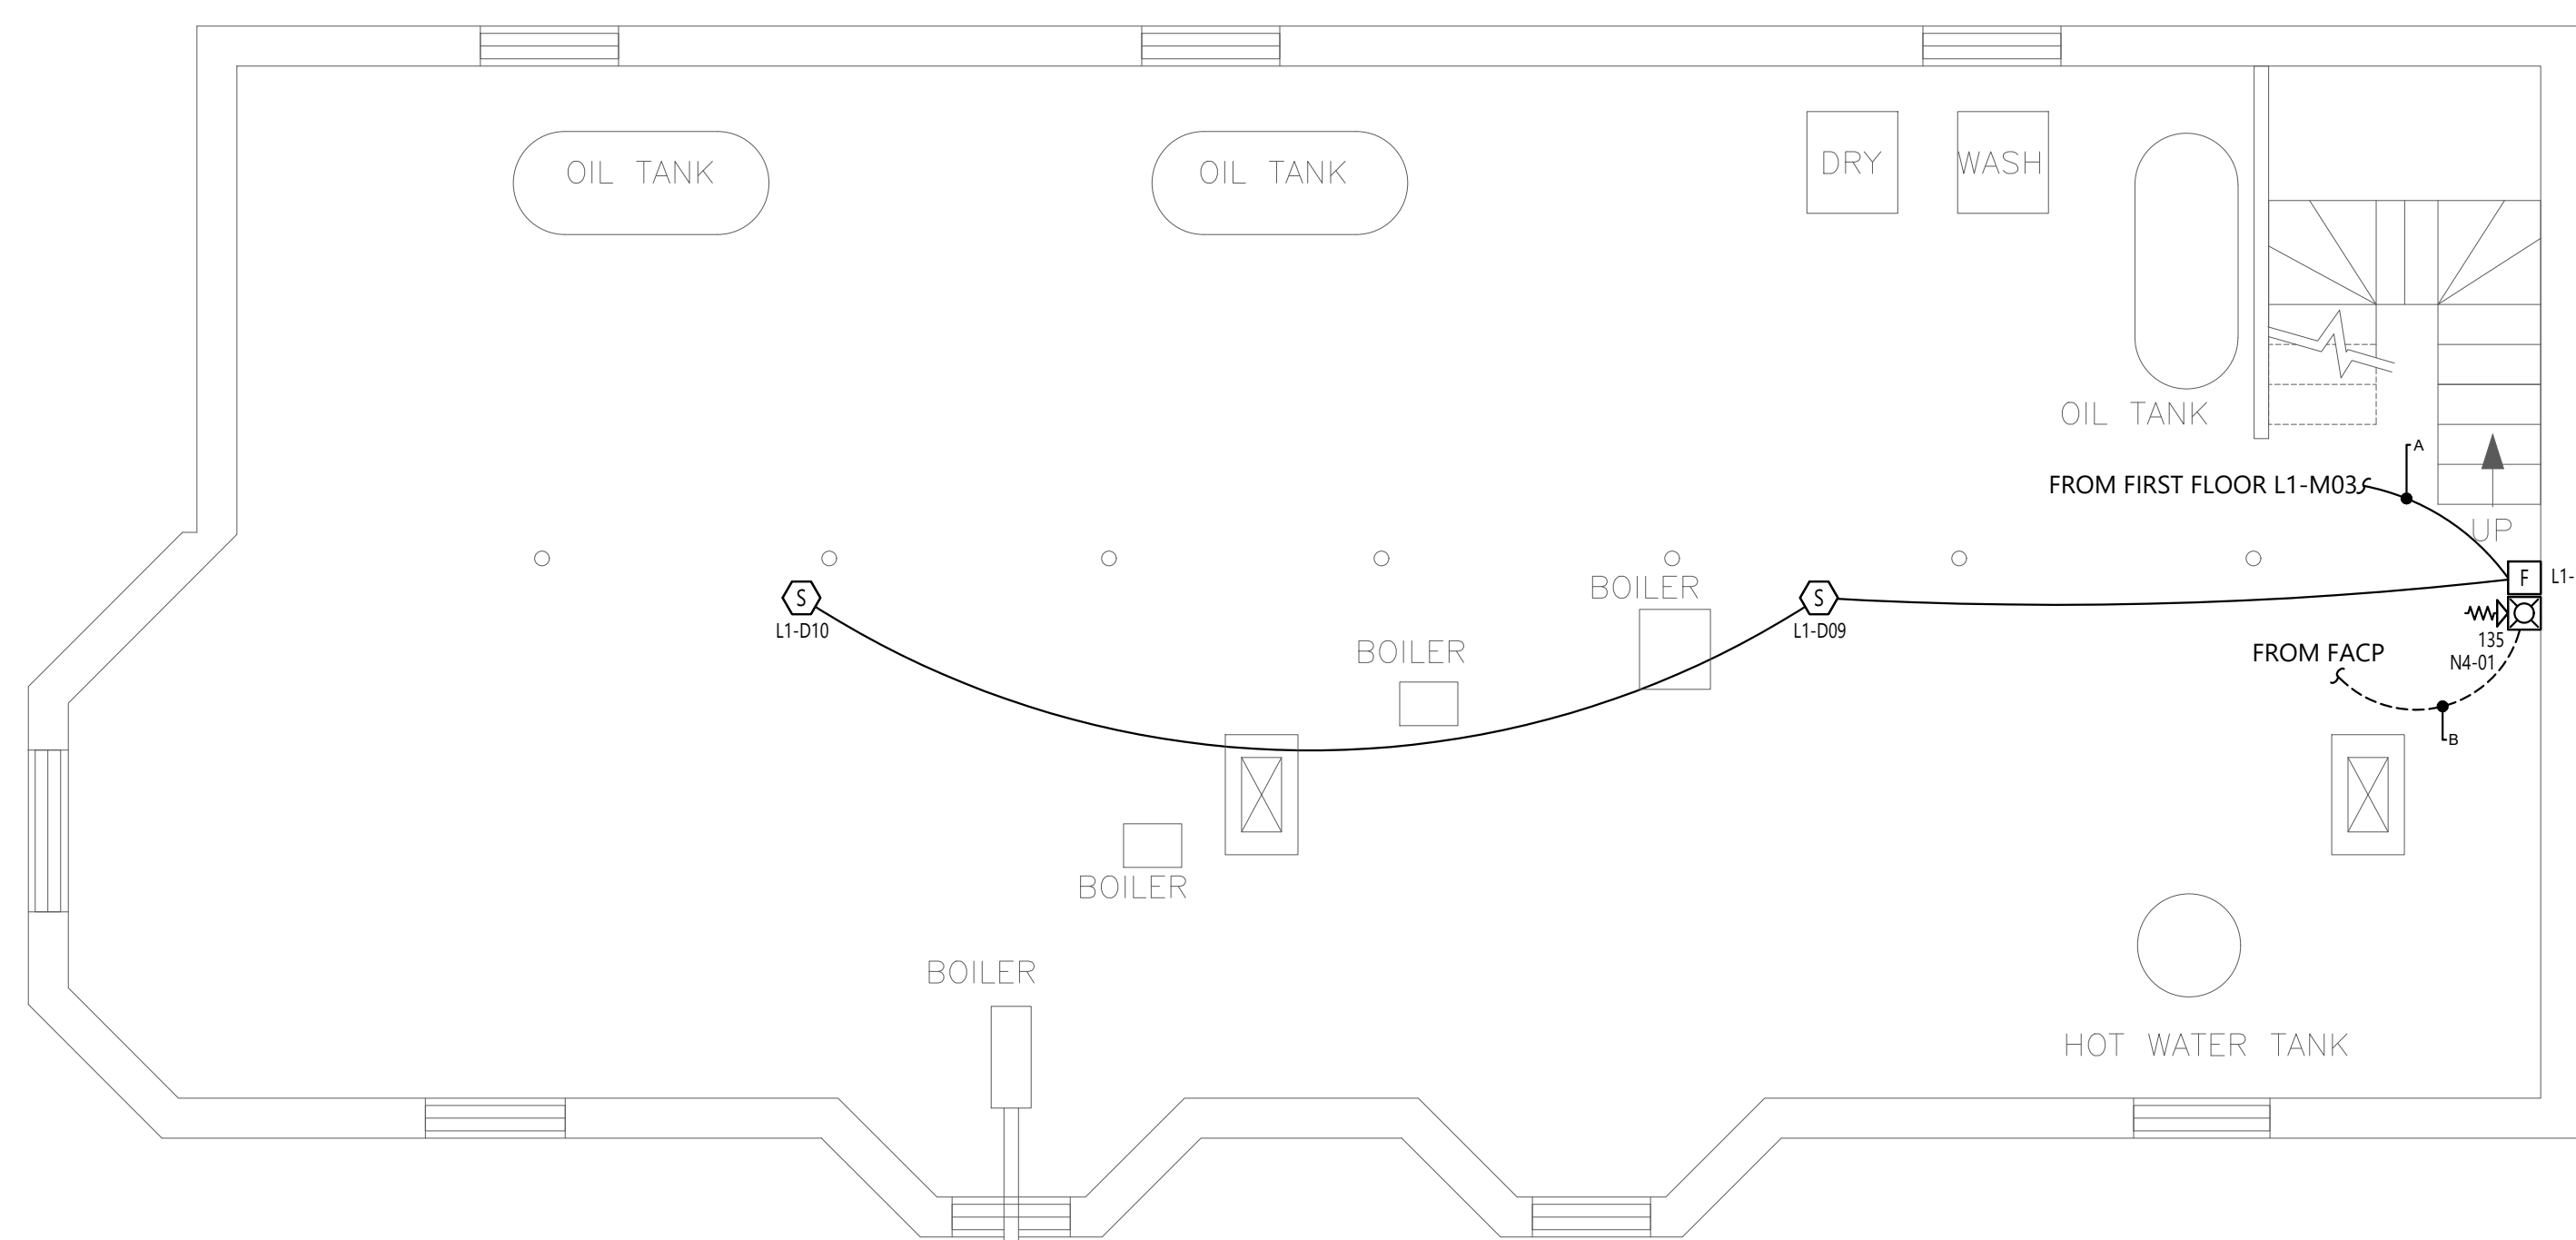 OIL TANK
OIL TANK
DRY
WASH
OIL TANK
A
FROM FIRST FLOOR L1-M03
UP
F
L1-
BOILER
S
L1-D10
S
L1-D09
135
N4-01
BOILER
FROM FACP
B
BOILER
BOILER
HOT WATER TANK